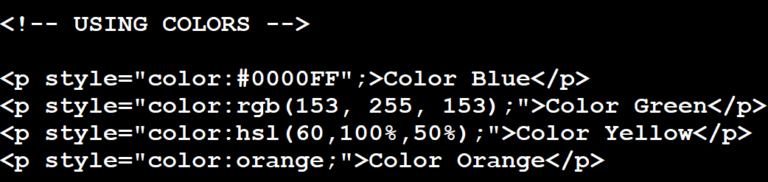 <!-- USING COLORS -->
<p style="color:#0000FF";>Color Blue</p>
<p style="color:rgb(153, 255, 153);">Color Green</p>
<p style="color:hsl(60,100%,50%);">Color Yellow</p>
<p style="color:orange;">Color Orange</p>